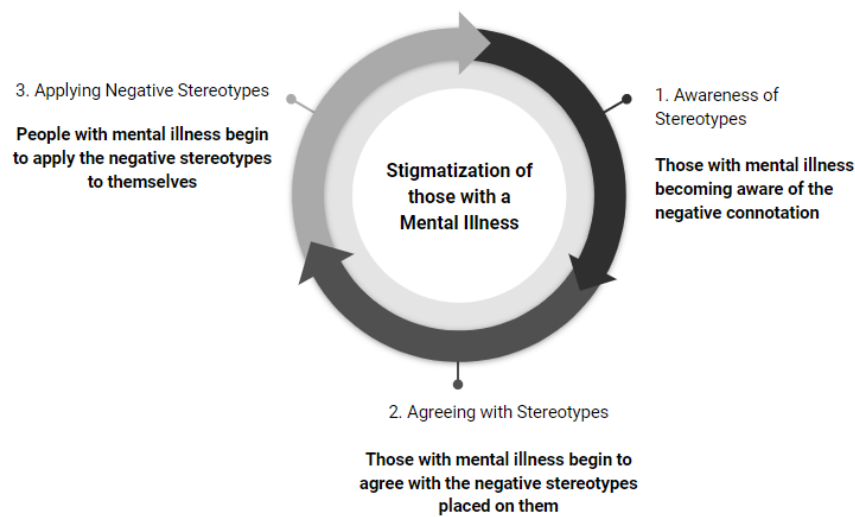 3. Applying Negative Stereotypes
People with mental illness begin
to apply the negative stereotypes
to themselves
Stigmatization of
those with a
Mental Illness
1. Awareness of
Stereotypes
Those with mental illness
becoming aware of the
negative connotation
2. Agreeing with Stereotypes
Those with mental illness begin to
agree with the negative stereotypes
placed on them